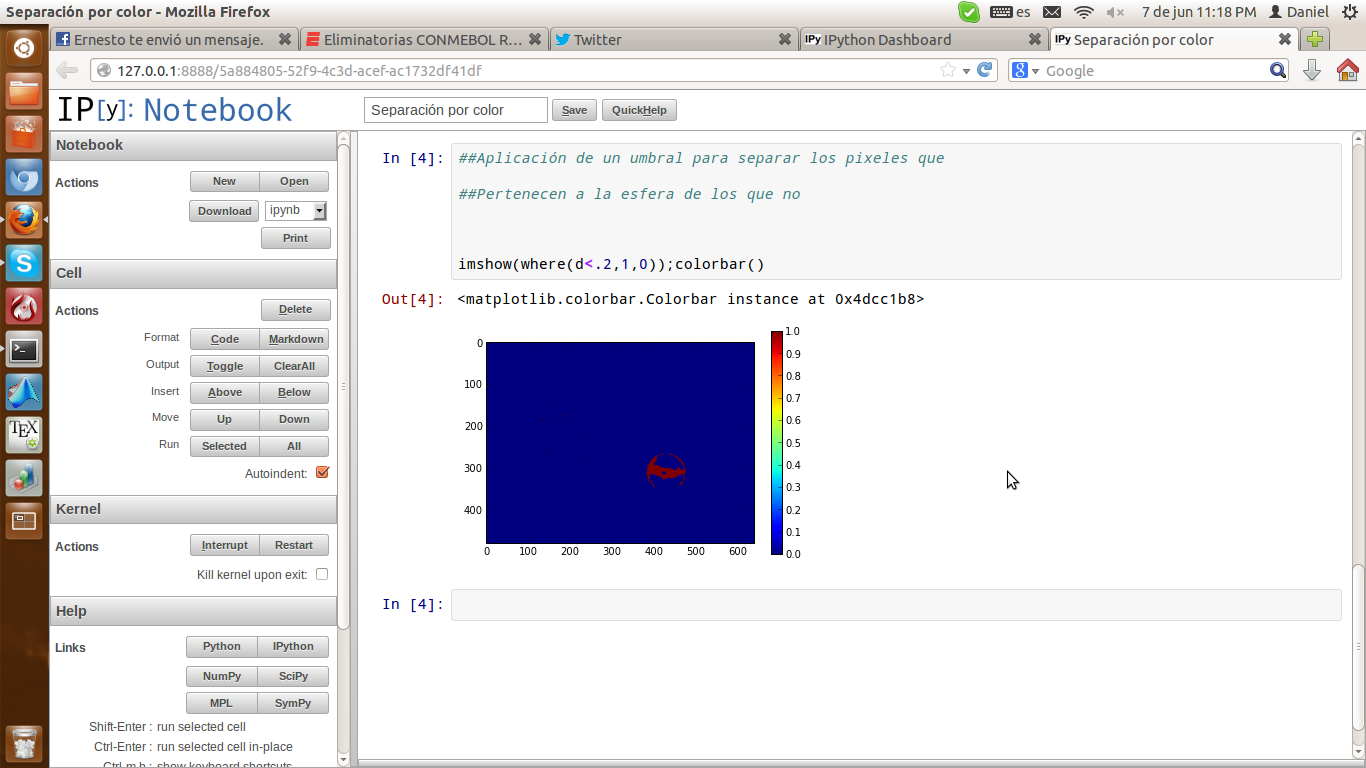 Separación por color - Mozilla Firefox
es
7 de jun 11:18 PM
Daniel
Ernesto te envió un mensaje.
Eliminatorias CONMEBOL R...
Twitter
IPy IPython Dashboard
IPy Separación por color
127.0.0.1:8888/5a884805-52f9-4c3d-acef-ac1732df41df
Google
IP[y]: Notebook
Separación por color
Save
QuickHelp
Notebook
Actions
New
Open
Download
ipynb
Print
Cell
Actions
Delete
Format
Code
Markdown
Output
Toggle
ClearAll
Insert
Above
Below
Move
Up
Down
Run
Selected
All
Autoindent:
Kernel
Actions
Interrupt
Restart
Kill kernel upon exit:
Help
Links
Python
IPython
NumPy
SciPy
MPL
SymPy
Shift-Enter : run selected cell
Ctrl-Enter : run selected cell in-place
Ctrl-m h : show keyboard shortcuts
In [4]:
##Aplicación de un umbral para separar los pixeles que
##Pertenecen a la esfera de los que no
imshow(where(d<.2,1,0));colorbar()
Out[4]: <matplotlib.colorbar.Colorbar instance at 0x4dcc1b8>
0
100
200
300
400
0 100 200 300 400 500 600
1.0
0.9
0.8
0.7
0.6
0.5
0.4
0.3
0.2
0.1
0.0
In [4]:
TEX